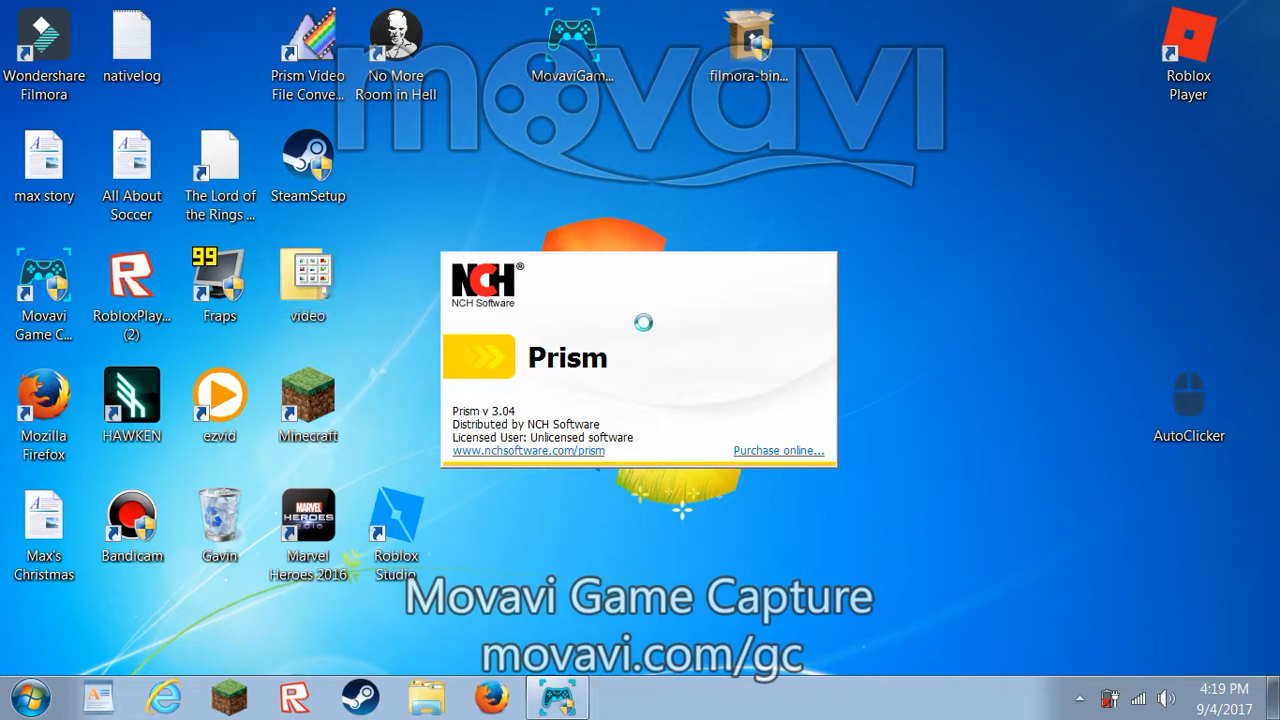 movavi
Wondershare
Filmora
nativelog
Prism Video
File Conve...
No More
Room in Hell
MovaviGam...
filmora-bin...
Roblox
Player
max story
All About
Soccer
The Lord of
the Rings ...
SteamSetup
99
Movavi
Game C...
RobloxPlay...
(2)
Fraps
video
NCH®
NCH Software
Prism
Prism v 3.04
Distributed by NCH Software
Licensed User: Unlicensed software
www.nchsoftware.com/prism
Purchase online...
Mozilla
Firefox
HAWKEN
ezvid
Minecraft
AutoClicker
Max's
Christmas
Bandicam
Gavin
MARVEL
HEROES
Marvel
Heroes 2016
Roblox
Studio
Movavi Game Capture
movavi.com/gc
4:19 PM
9/4/2017